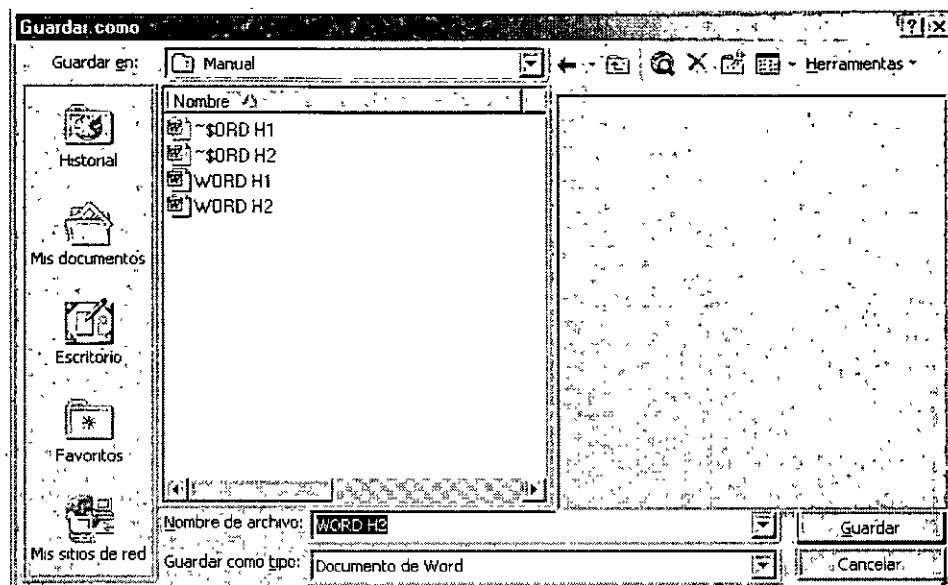 Guardar como
Guardar en:
Manual
Herramientas
Nombre
~$ORD H1
~$ORD H2
WORD H1
WORD H2
Historial
Mis documentos
Escritorio
Favoritos
Mis sitios de red
Nombre de archivo:
WORD H2
Guardar
Guardar como tipo:
Documento de Word
Cancelar